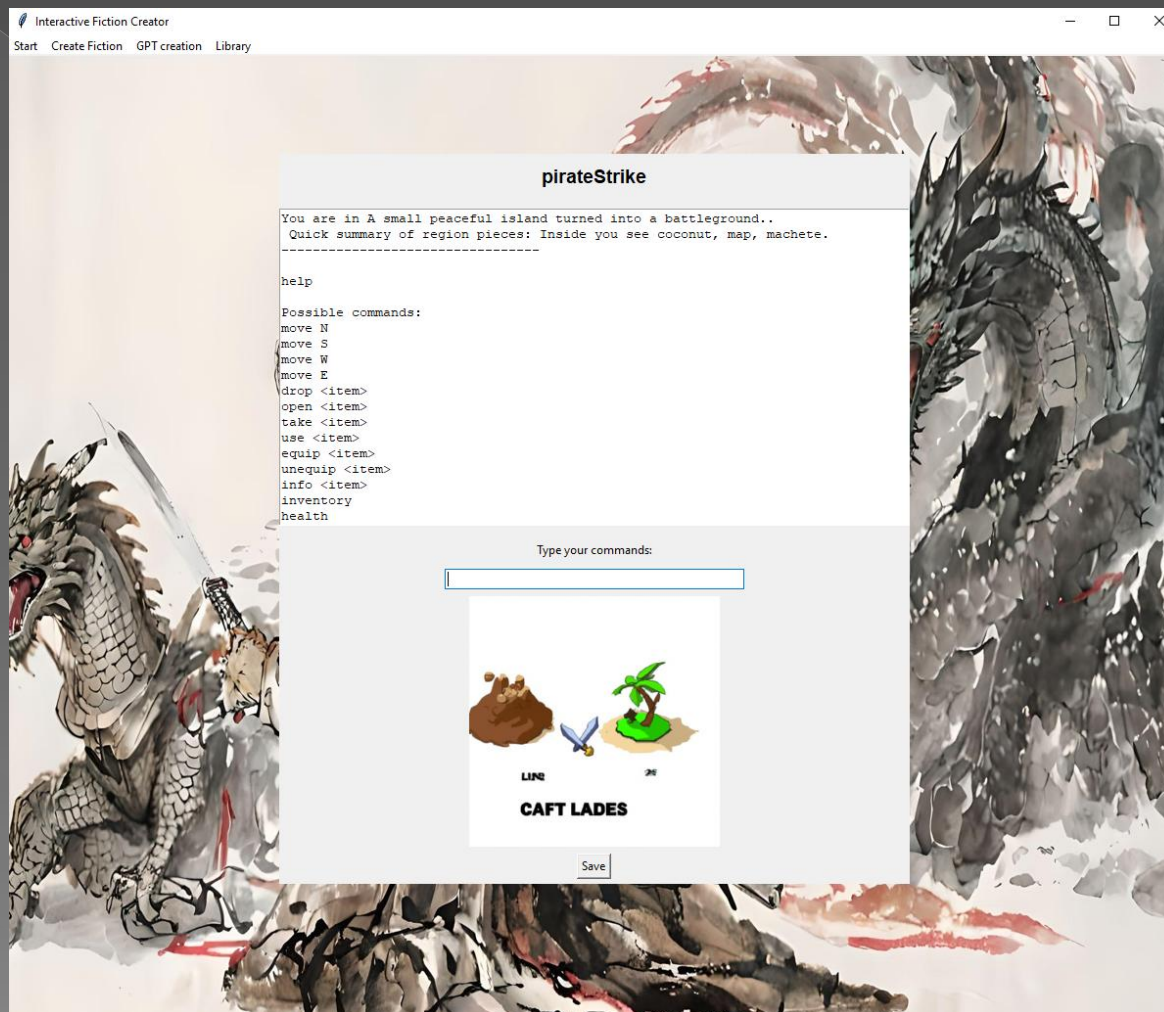 Interactive Fiction Creator
Start Create Fiction GPT creation Library
pirateStrike
You are in A small peaceful island turned into a battleground..
Quick summary of region pieces: Inside you see coconut, map, machete.
---------------------------------
help
Possible commands:
move N
move S
move W
move E
drop <item>
open <item>
take <item>
use <item>
equip <item>
unequip <item>
info <item>
inventory
health
Type your commands:
CAFT LADES
Save